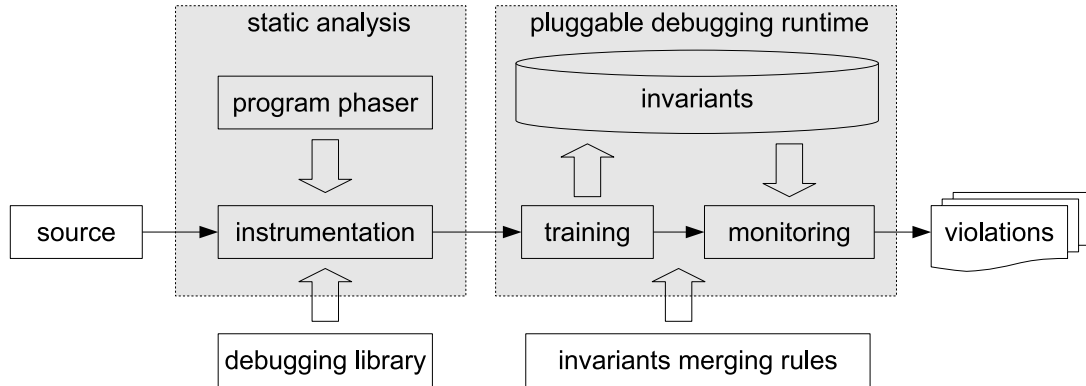 static analysis
pluggable debugging runtime
program phaser
invariants
source
instrumentation
training
monitoring
violations
debugging library
invariants merging rules